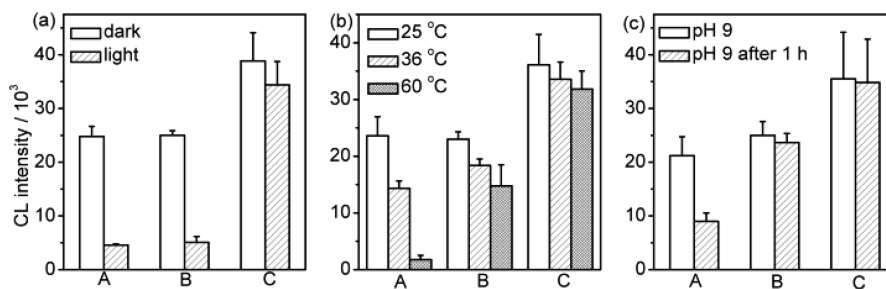 (a)
dark
light
CL intensity / 10³
40
30
20
10
0
A B C
(b)
25 °C
36 °C
60 °C
40
30
20
10
0
A B C
(c)
pH 9
pH 9 after 1 h
40
30
20
10
0
A B C